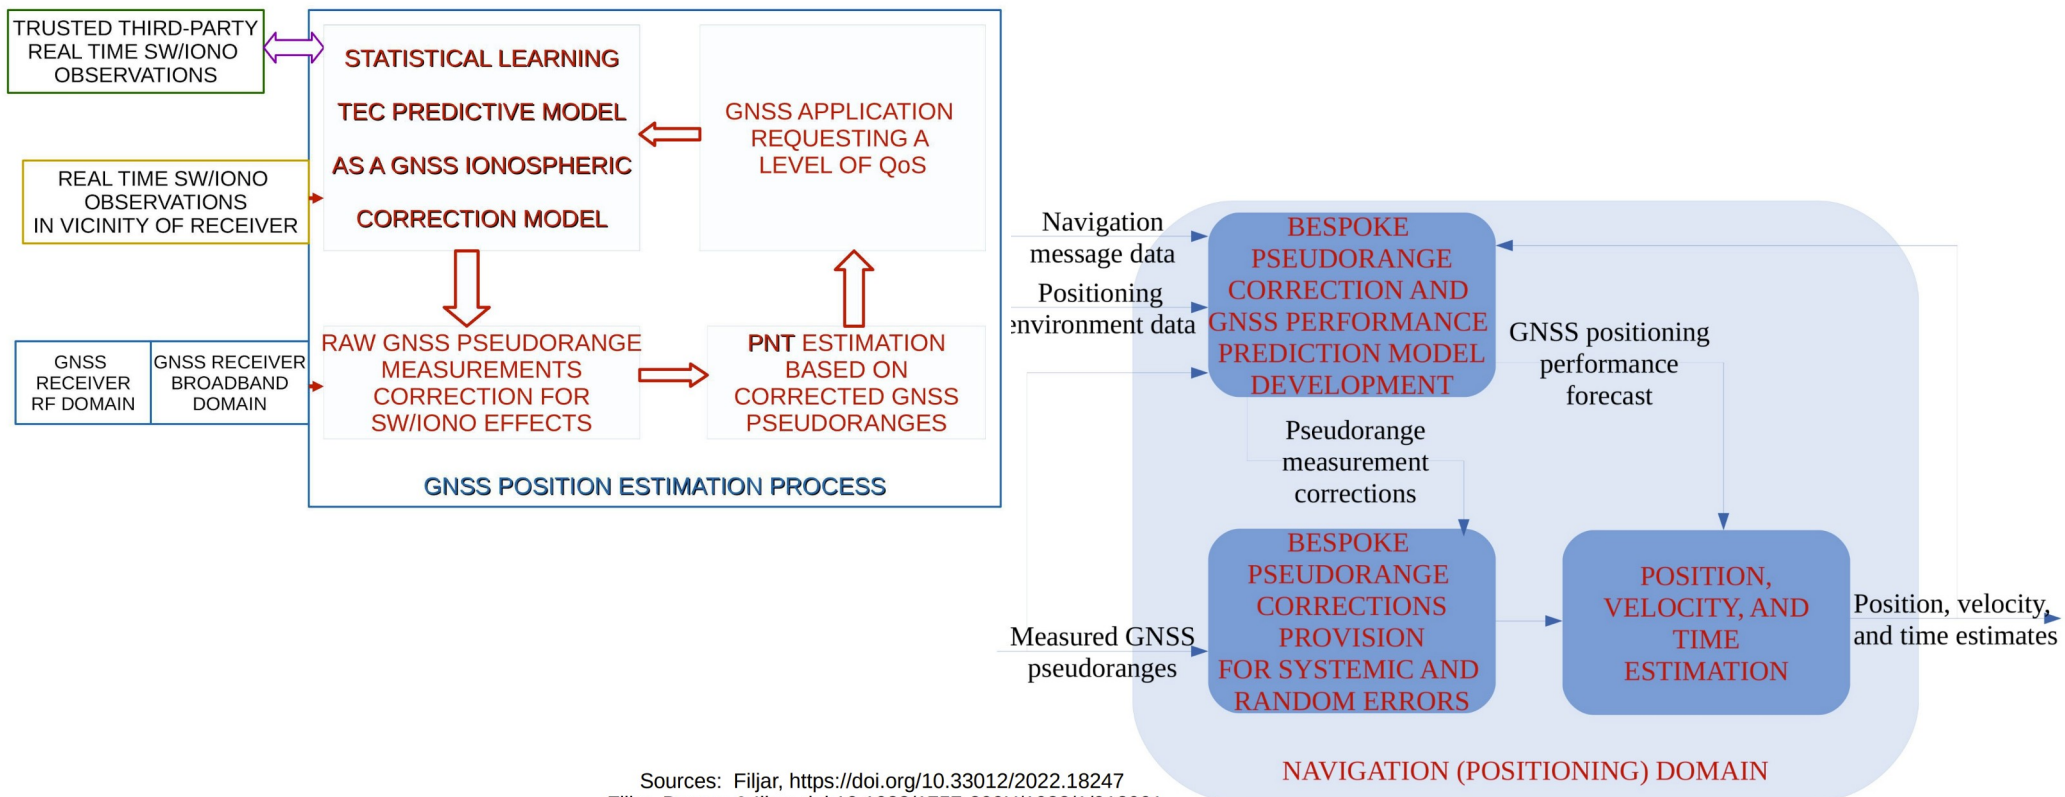 TRUSTED THIRD-PARTY
REAL TIME SW/IONO
OBSERVATIONS
REAL TIME SW/IONO
OBSERVATIONS
IN VICINITY OF RECEIVER
GNSS
RECEIVER
RF DOMAIN
GNSS RECEIVER
BROADBAND
DOMAIN
STATISTICAL LEARNING
TEC PREDICTIVE MODEL
AS A GNSS IONOSPHERIC
CORRECTION MODEL
GNSS APPLICATION
REQUESTING A
LEVEL OF QoS
RAW GNSS PSEUDORANGE
MEASUREMENTS
CORRECTION FOR
SW/IONO EFFECTS
PNT ESTIMATION
BASED ON
CORRECTED GNSS
PSEUDORANGES
GNSS POSITION ESTIMATION PROCESS
Navigation
message data
Positioning
environment data
BESPOKE
PSEUDORANGE
CORRECTION AND
GNSS PERFORMANCE
PREDICTION MODEL
DEVELOPMENT
GNSS positioning
performance
forecast
Pseudorange
measurement
corrections
Measured GNSS
pseudoranges
BESPOKE
PSEUDORANGE
CORRECTIONS
PROVISION
FOR SYSTEMIC AND
RANDOM ERRORS
POSITION,
VELOCITY, AND
TIME
ESTIMATION
Position, velocity,
and time estimates
NAVIGATION (POSITIONING) DOMAIN
Sources: Filjar, https://doi.org/10.33012/2022.18247